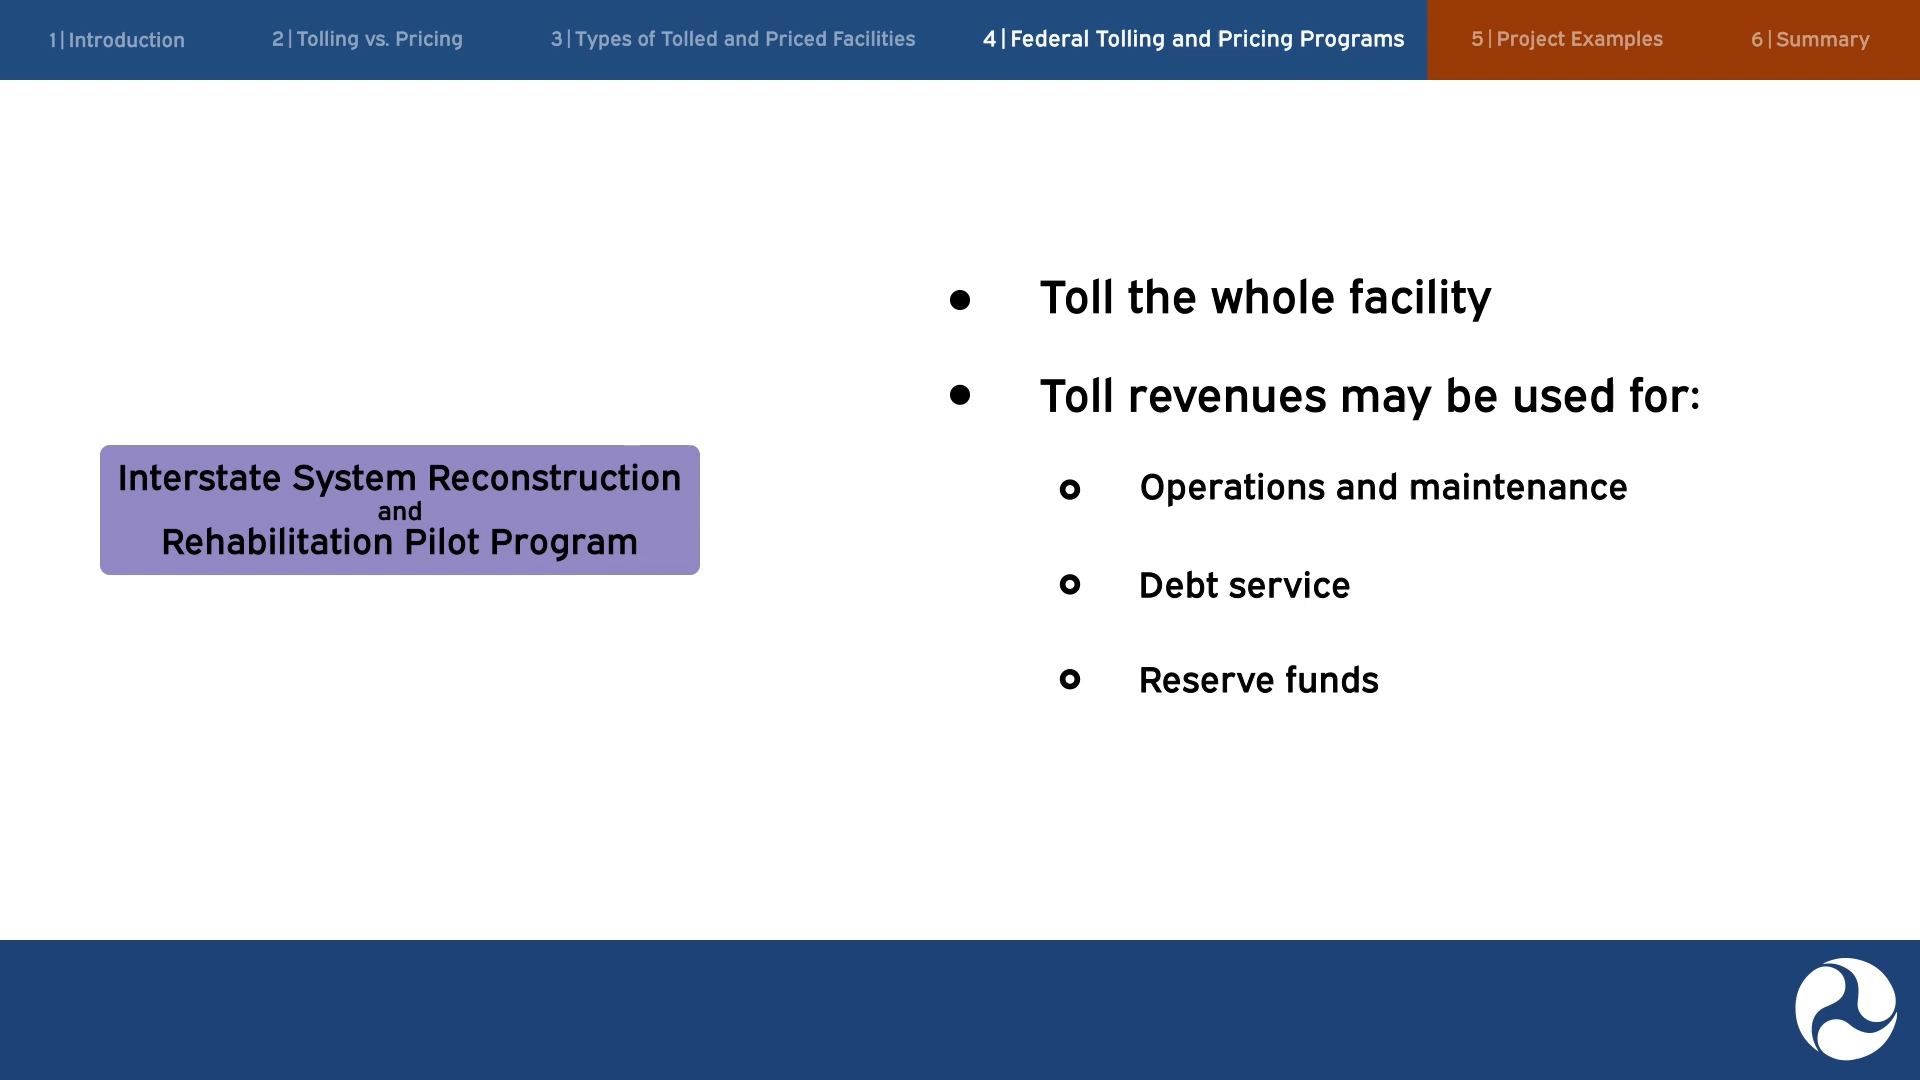 1|Introduction
2|Tolling vs. Pricing
3|Types of Tolled and Priced Facilities
4|Federal Tolling and Pricing Programs
5|Project Examples
6|Summary
Interstate System Reconstruction
and
Rehabilitation Pilot Program
Toll the whole facility
Toll revenues may be used for:
Operations and maintenance
Debt service
Reserve funds